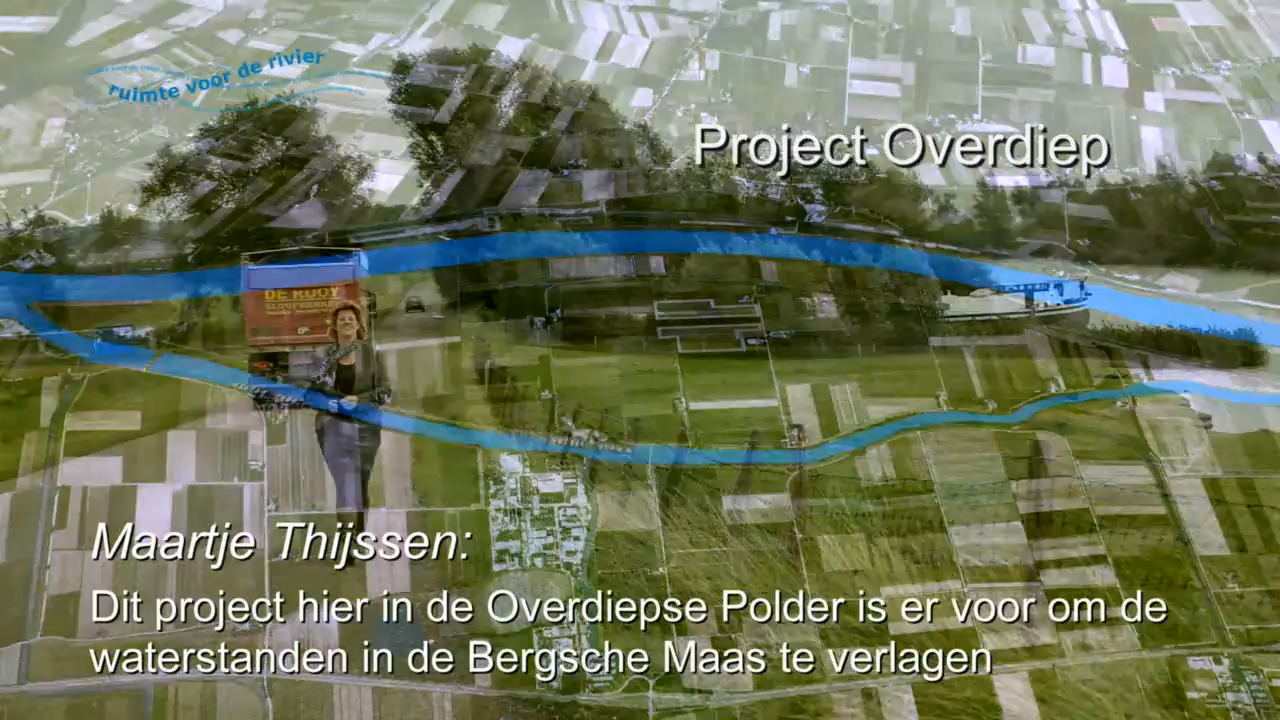 ruimte voor de rivier
Project Overdiep
DE ROOY
Maartje Thijssen:
Dit project hier in de Overdiepse Polder is er voor om de
waterstanden in de Bergsche Maas te verlagen